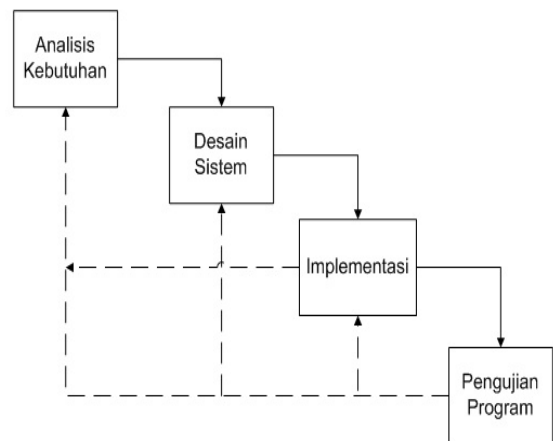 Analisis
Kebutuhan
Desain
Sistem
Implementasi
Pengujian
Program